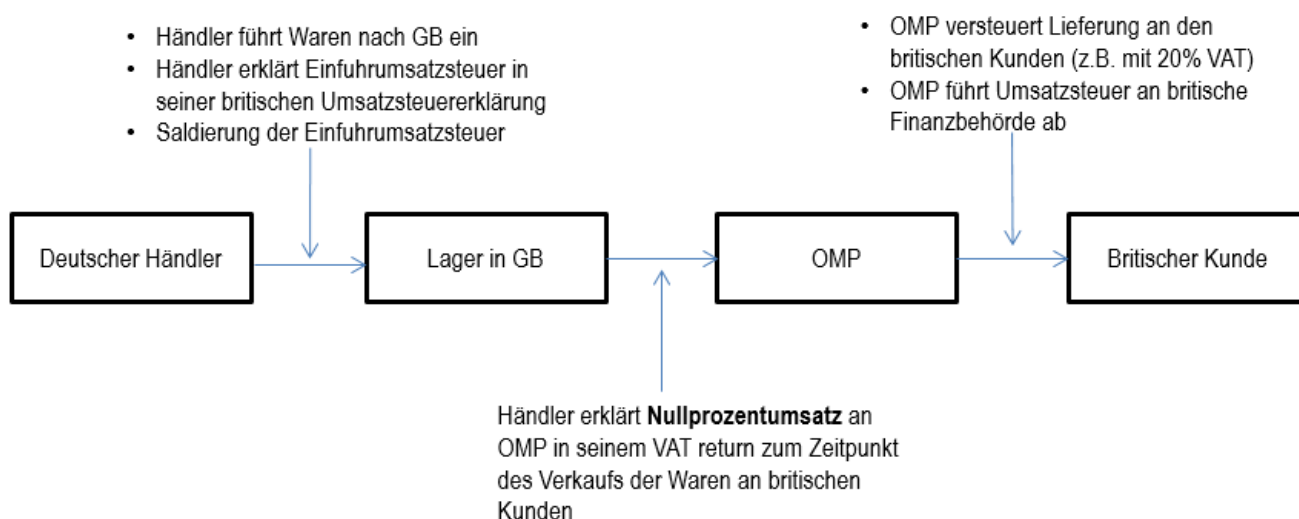 • Händler führt Waren nach GB ein
• Händler erklärt Einfuhrumsatzsteuer in
seiner britischen Umsatzsteuererklärung
• Saldierung der Einfuhrumsatzsteuer
• OMP versteuert Lieferung an den
britischen Kunden (z.B. mit 20% VAT)
• OMP führt Umsatzsteuer an britische
Finanzbehörde ab
Deutscher Händler
Lager in GB
OMP
Britischer Kunde
Händler erklärt Nullprozentumsatz an
OMP in seinem VAT return zum Zeitpunkt
des Verkaufs der Waren an britischen
Kunden